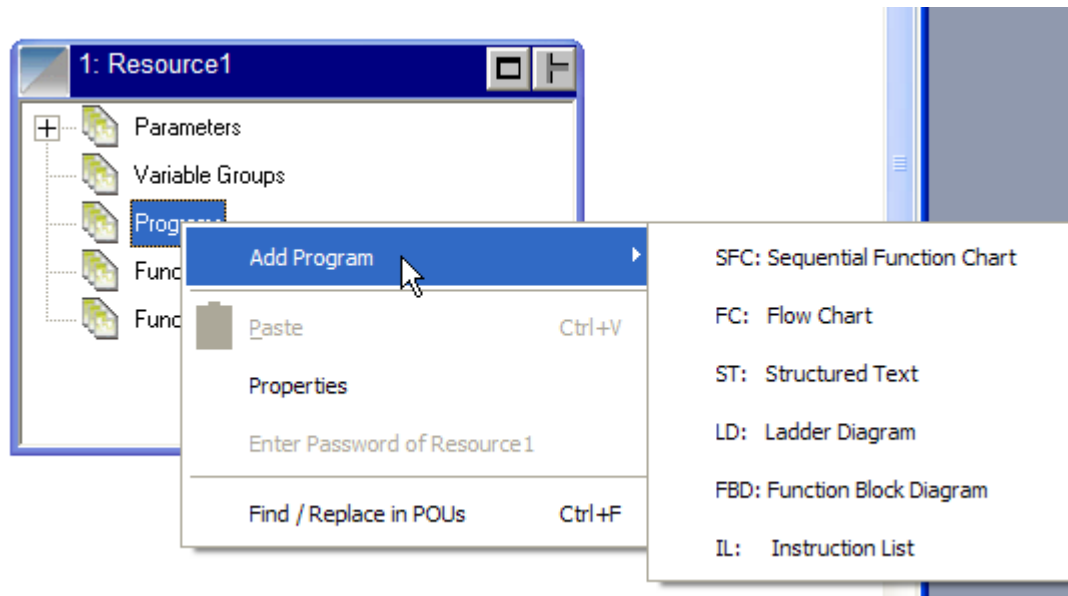 1: Resource1
Parameters
Variable Groups
Add Program
Paste Ctrl+V
Properties
Enter Password of Resource1
Find / Replace in POUs Ctrl+F
SFC: Sequential Function Chart
FC: Flow Chart
ST: Structured Text
LD: Ladder Diagram
FBD: Function Block Diagram
IL: Instruction List